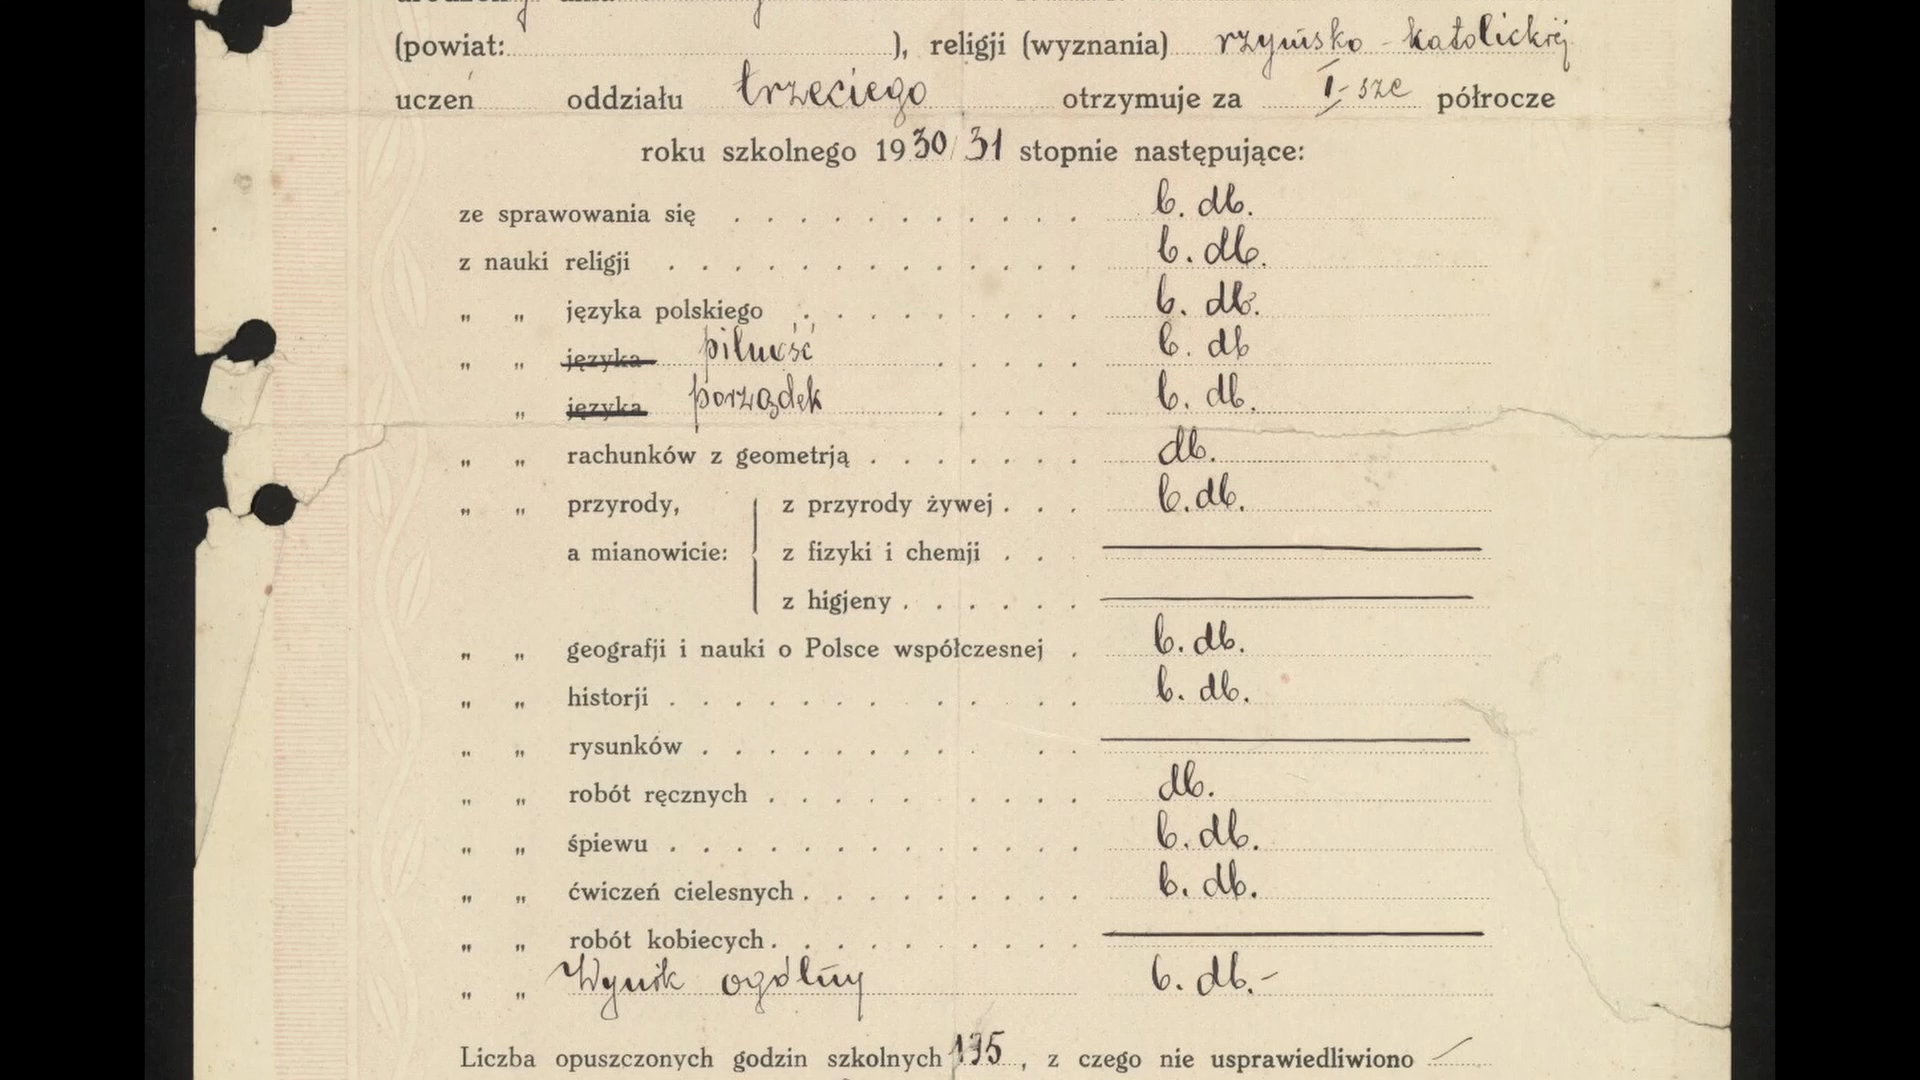 (powiat: ), religji (wyznania) rzymsko - katolickiej
uczeń oddziału trzeciego otrzymuje za I-sze półrocze
roku szkolnego 1930/31 stopnie następujące:
ze sprawowania się . . . . . . . . . . . b. db.
z nauki religji . . . . . . . . . . . . . b. db.
„ „ języka polskiego . . . . . . . . . b. db.
„ „ języka pilność . . . . . b. db
„ języka porządek . . . . . b. db.
„ „ rachunków z geometrją . . . . . . . db.
„ „ przyrody, z przyrody żywej . . . b. db.
a mianowicie: z fizyki i chemji . .
z higjeny . . . . . .
„ „ geografji i nauki o Polsce współczesnej . b. db.
„ „ historji . . . . . . . . . . . b. db.
„ „ rysunków . . . . . . . . . .
„ „ robót ręcznych . . . . . . . . . . db.
„ „ śpiewu . . . . . . . . . . . . . b. db.
„ „ ćwiczeń cielesnych . . . . . . . . . b. db.
„ „ robót kobiecych . . . . . . . . . .
„ „ Wynik ogólny b. db.-
Liczba opuszczonych godzin szkolnych 195, z czego nie usprawiedliwiono —